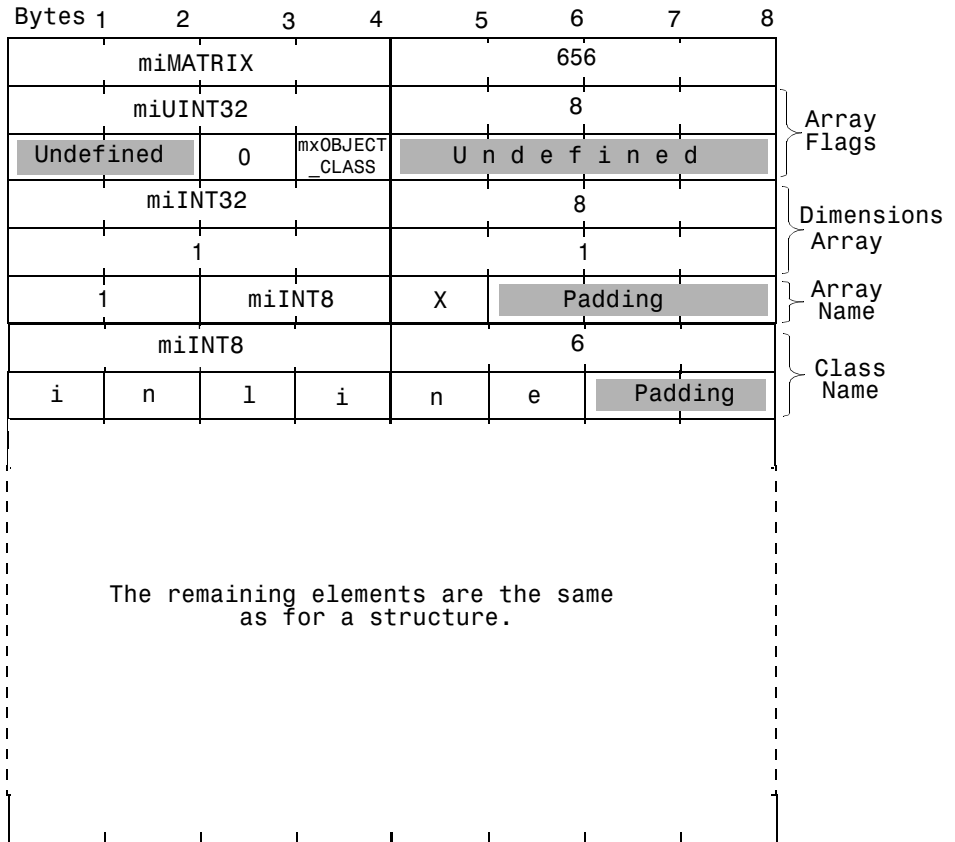 Bytes 1 2 3 4 5 6 7 8
miMATRIX 656
miUINT32 8
Array
Flags
Undefined 0 mxOBJECT
_CLASS
Undefined
miINT32 8
Dimensions
Array
1 1
1 miINT8 X Padding
Array
Name
miINT8 6
Class
Name
i n l i n e Padding
The remaining elements are the same
as for a structure.